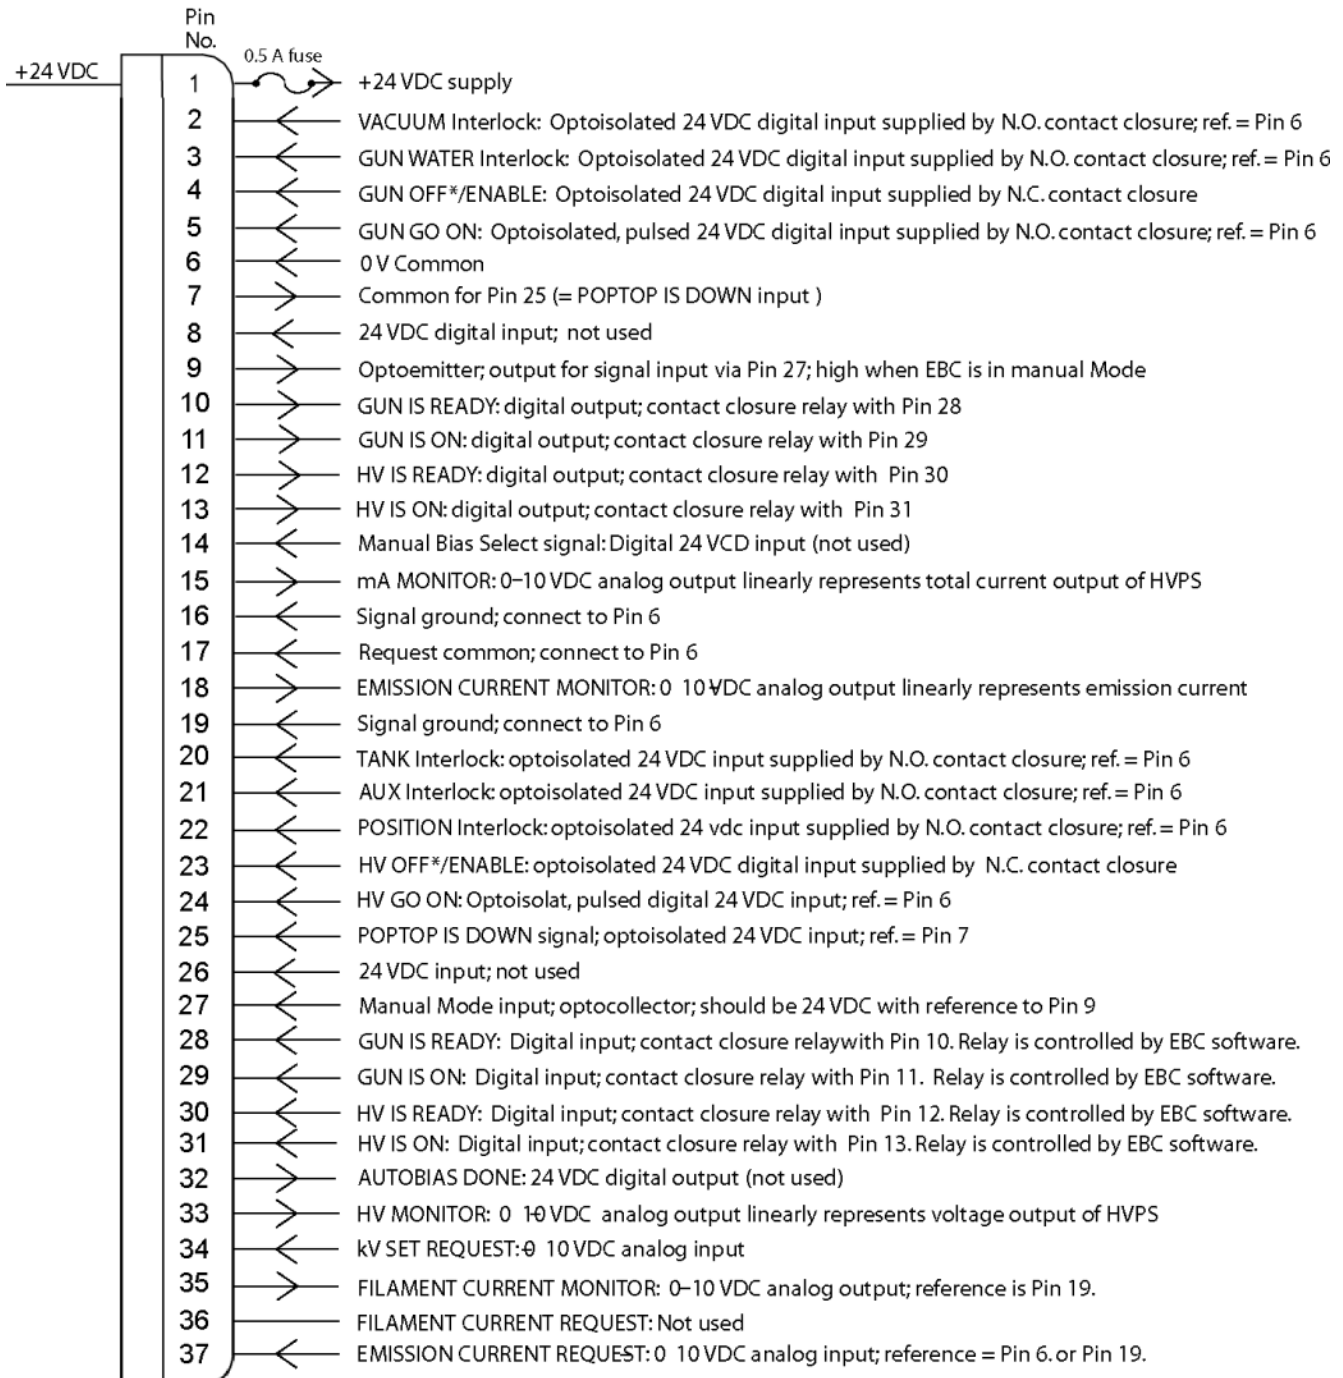 Pin
No.
0.5 A fuse
+24 VDC
1 +24 VDC supply
2 VACUUM Interlock: Optoisolated 24 VDC digital input supplied by N.O. contact closure; ref. = Pin 6
3 GUN WATER Interlock: Optoisolated 24 VDC digital input supplied by N.O. contact closure; ref. = Pin 6
4 GUN OFF*/ENABLE: Optoisolated 24 VDC digital input supplied by N.C. contact closure
5 GUN GO ON: Optoisolated, pulsed 24 VDC digital input supplied by N.O. contact closure; ref. = Pin 6
6 0 V Common
7 Common for Pin 25 (= POPTOP IS DOWN input )
8 24 VDC digital input; not used
9 Optoemitter; output for signal input via Pin 27; high when EBC is in manual Mode
10 GUN IS READY: digital output; contact closure relay with Pin 28
11 GUN IS ON: digital output; contact closure relay with Pin 29
12 HV IS READY: digital output; contact closure relay with Pin 30
13 HV IS ON: digital output; contact closure relay with Pin 31
14 Manual Bias Select signal: Digital 24 VCD input (not used)
15 mA MONITOR: 0–10 VDC analog output linearly represents total current output of HVPS
16 Signal ground; connect to Pin 6
17 Request common; connect to Pin 6
18 EMISSION CURRENT MONITOR: 0 10 VDC analog output linearly represents emission current
19 Signal ground; connect to Pin 6
20 TANK Interlock: optoisolated 24 VDC input supplied by N.O. contact closure; ref. = Pin 6
21 AUX Interlock: optoisolated 24 VDC input supplied by N.O. contact closure; ref. = Pin 6
22 POSITION Interlock: optoisolated 24 vdc input supplied by N.O. contact closure; ref. = Pin 6
23 HV OFF*/ENABLE: optoisolated 24 VDC digital input supplied by N.C. contact closure
24 HV GO ON: Optoisolat, pulsed digital 24 VDC input; ref. = Pin 6
25 POPTOP IS DOWN signal; optoisolated 24 VDC input; ref. = Pin 7
26 24 VDC input; not used
27 Manual Mode input; optocollector; should be 24 VDC with reference to Pin 9
28 GUN IS READY: Digital input; contact closure relaywith Pin 10. Relay is controlled by EBC software.
29 GUN IS ON: Digital input; contact closure relay with Pin 11. Relay is controlled by EBC software.
30 HV IS READY: Digital input; contact closure relay with Pin 12. Relay is controlled by EBC software.
31 HV IS ON: Digital input; contact closure relay with Pin 13. Relay is controlled by EBC software.
32 AUTOBIAS DONE: 24 VDC digital output (not used)
33 HV MONITOR: 0 10 VDC analog output linearly represents voltage output of HVPS
34 kV SET REQUEST: 0 10 VDC analog input
35 FILAMENT CURRENT MONITOR: 0–10 VDC analog output; reference is Pin 19.
36 FILAMENT CURRENT REQUEST: Not used
37 EMISSION CURRENT REQUEST: 0 10 VDC analog input; reference = Pin 6. or Pin 19.